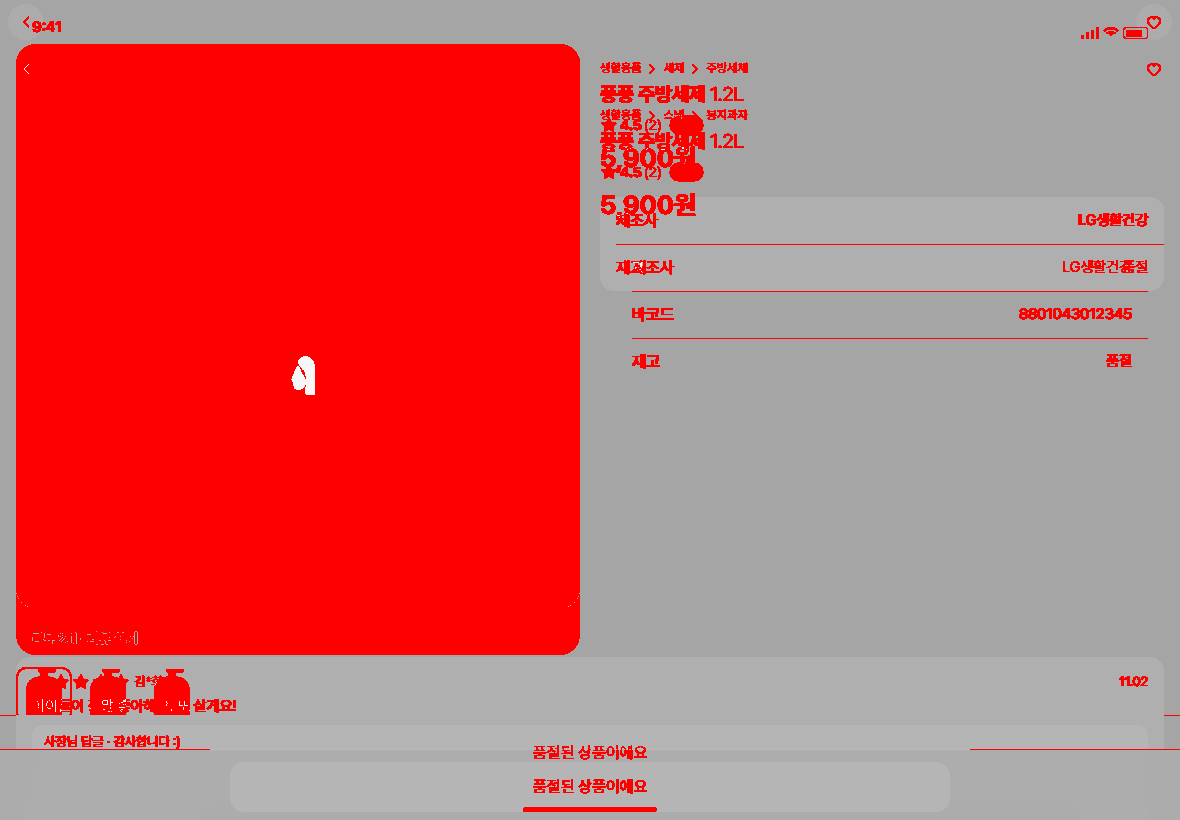 9:41
생활용품 > 세제 > 주방세제
퐁퐁 주방세제 1.2L
생활용품 > 스낵 > 봉지과자
★ 4.5 (2)
퐁퐁 주방세제 1.2L
5,900원
★ 4.5 (2)
5,900원
제조사 LG생활건강
제조사 LG생활건강 품절
바코드 8801043012345
재고 품절
11.02
살게요!
사장님 답글 · 감사합니다 :)
품절된 상품이에요
품절된 상품이에요